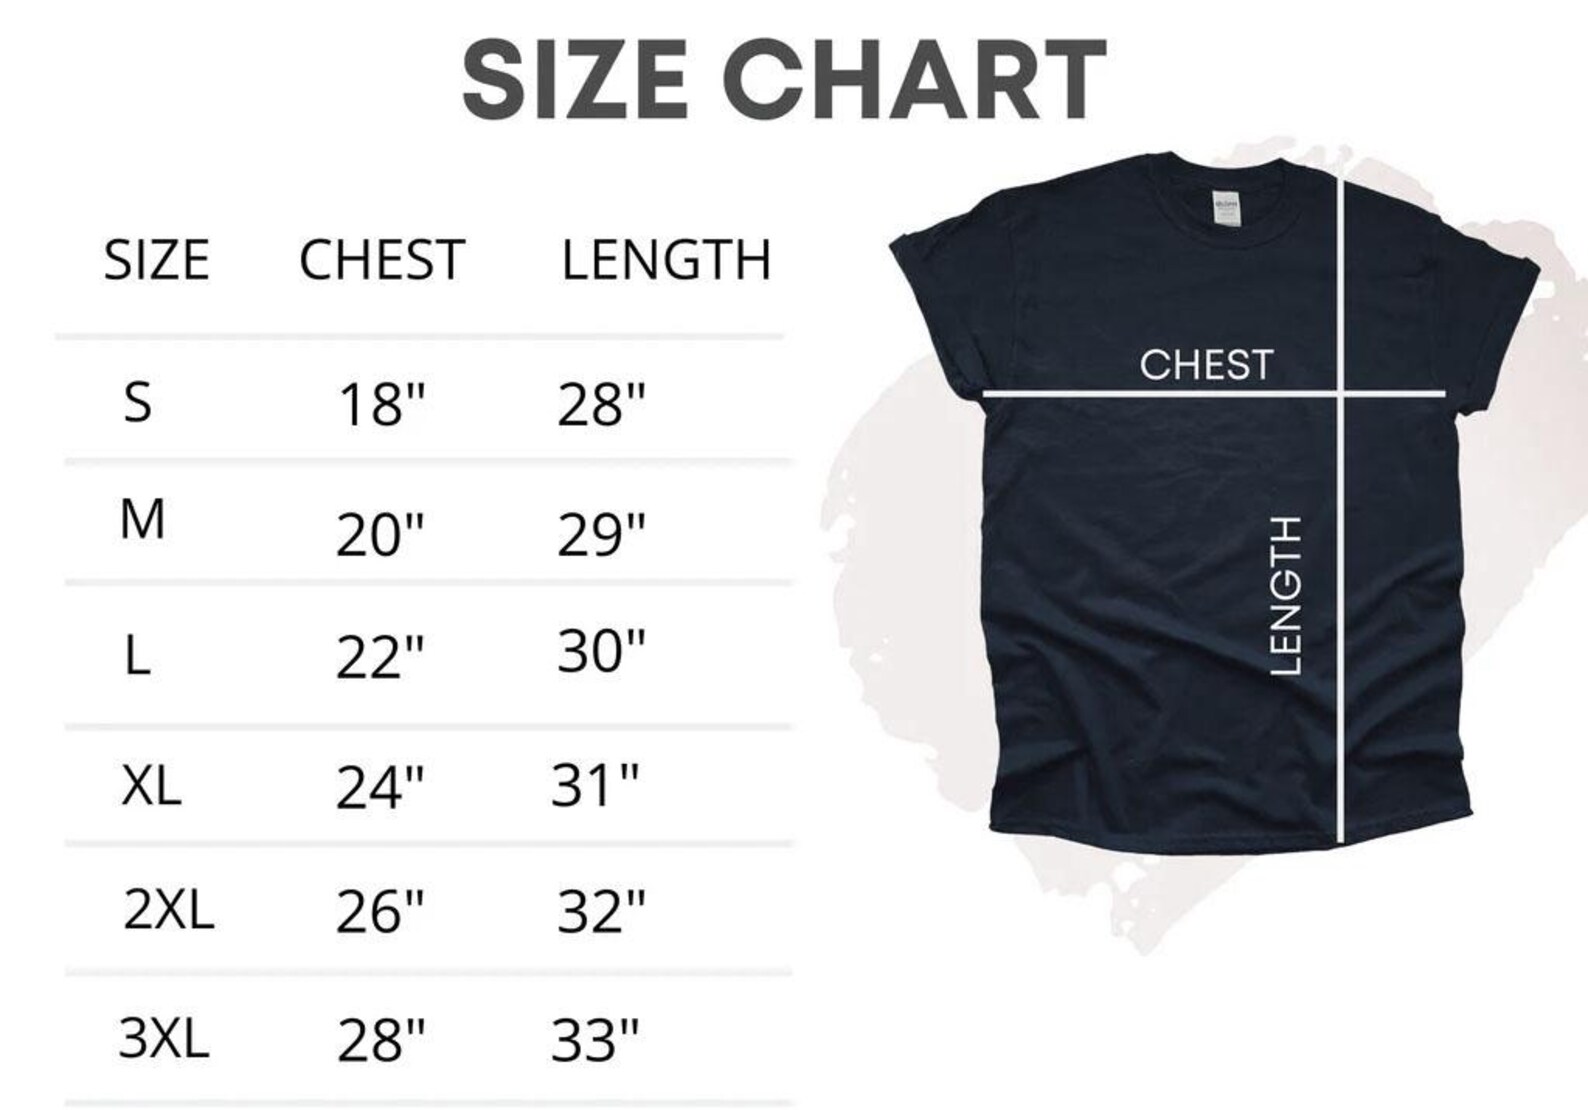 SIZE CHART
SIZE CHEST LENGTH
S 18" 28"
M 20" 29"
L 22" 30"
XL 24" 31"
2XL 26" 32"
3XL 28" 33"
CHEST
LENGTH